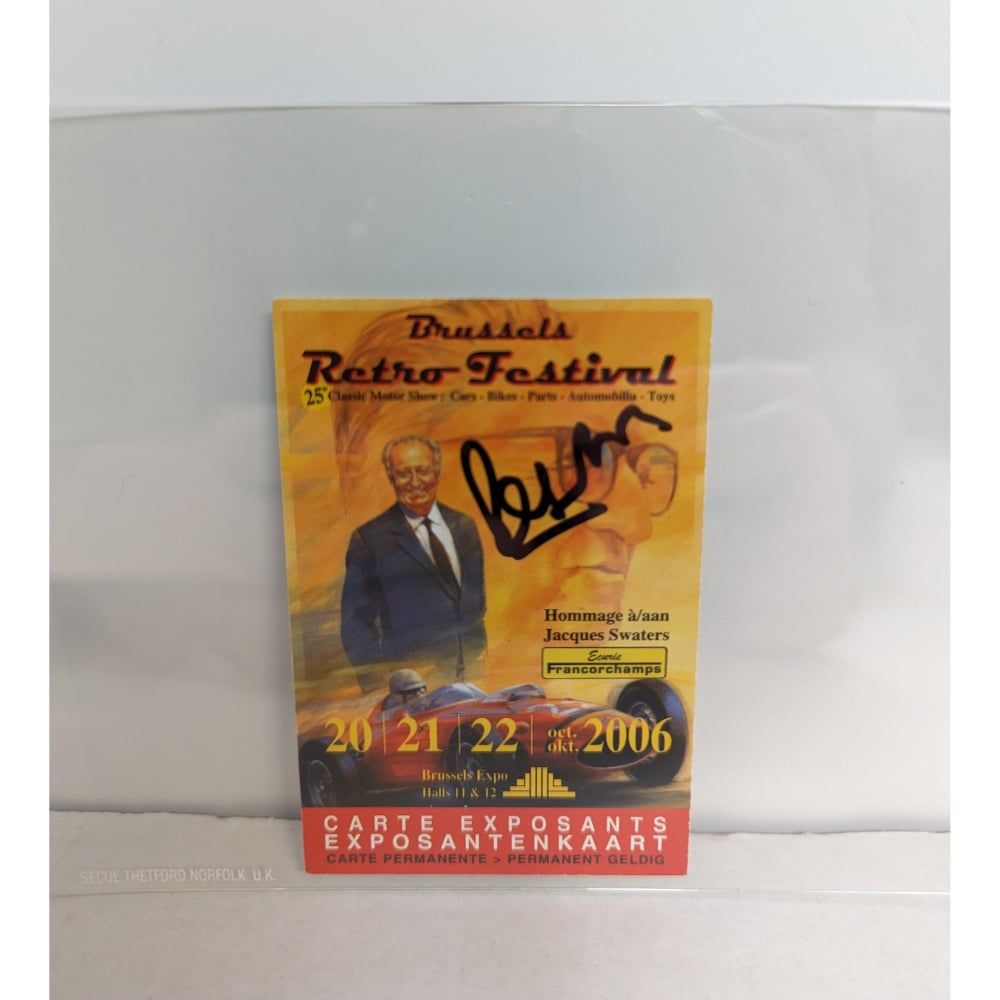 Brussels
Retro Festival
25° Classic Motor Show : Cars - Bikes - Parts - Automobilia - Toys
Hommage à/aan
Jacques Swaters
Ecurie
Francorchamps
20 | 21 | 22 | oct. okt. 2006
Brussels Expo
Halls 11 & 12
CARTE EXPOSANTS
EXPOSANTENKAART
CARTE PERMANENTE > PERMANENT GELDIG
SECOL THETFORD NORFOLK U.K.